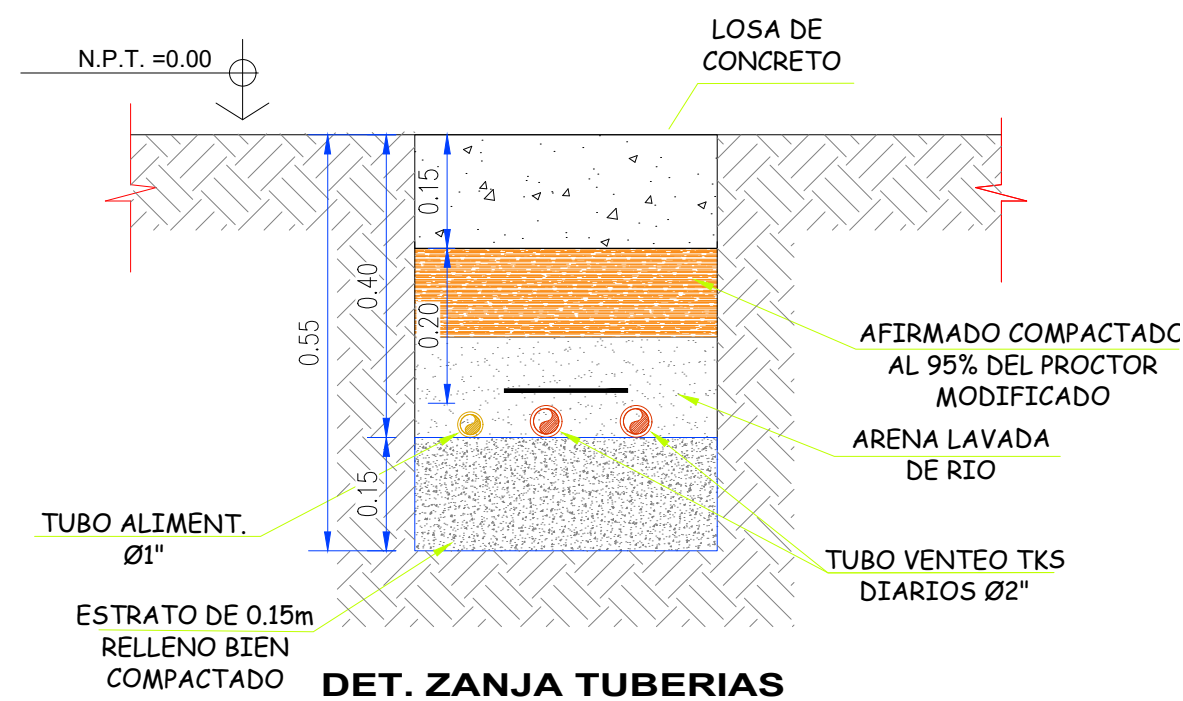 N.P.T. =0.00
LOSA DE
CONCRETO
0.15
0.40
0.20
0.55
AFIRMADO COMPACTADO
AL 95% DEL PROCTOR
MODIFICADO
ARENA LAVADA
DE RIO
0.15
TUBO ALIMENT.
Ø1"
TUBO VENTEO TKS
DIARIOS Ø2"
ESTRATO DE 0.15m
RELLENO BIEN
COMPACTADO
DET. ZANJA TUBERIAS